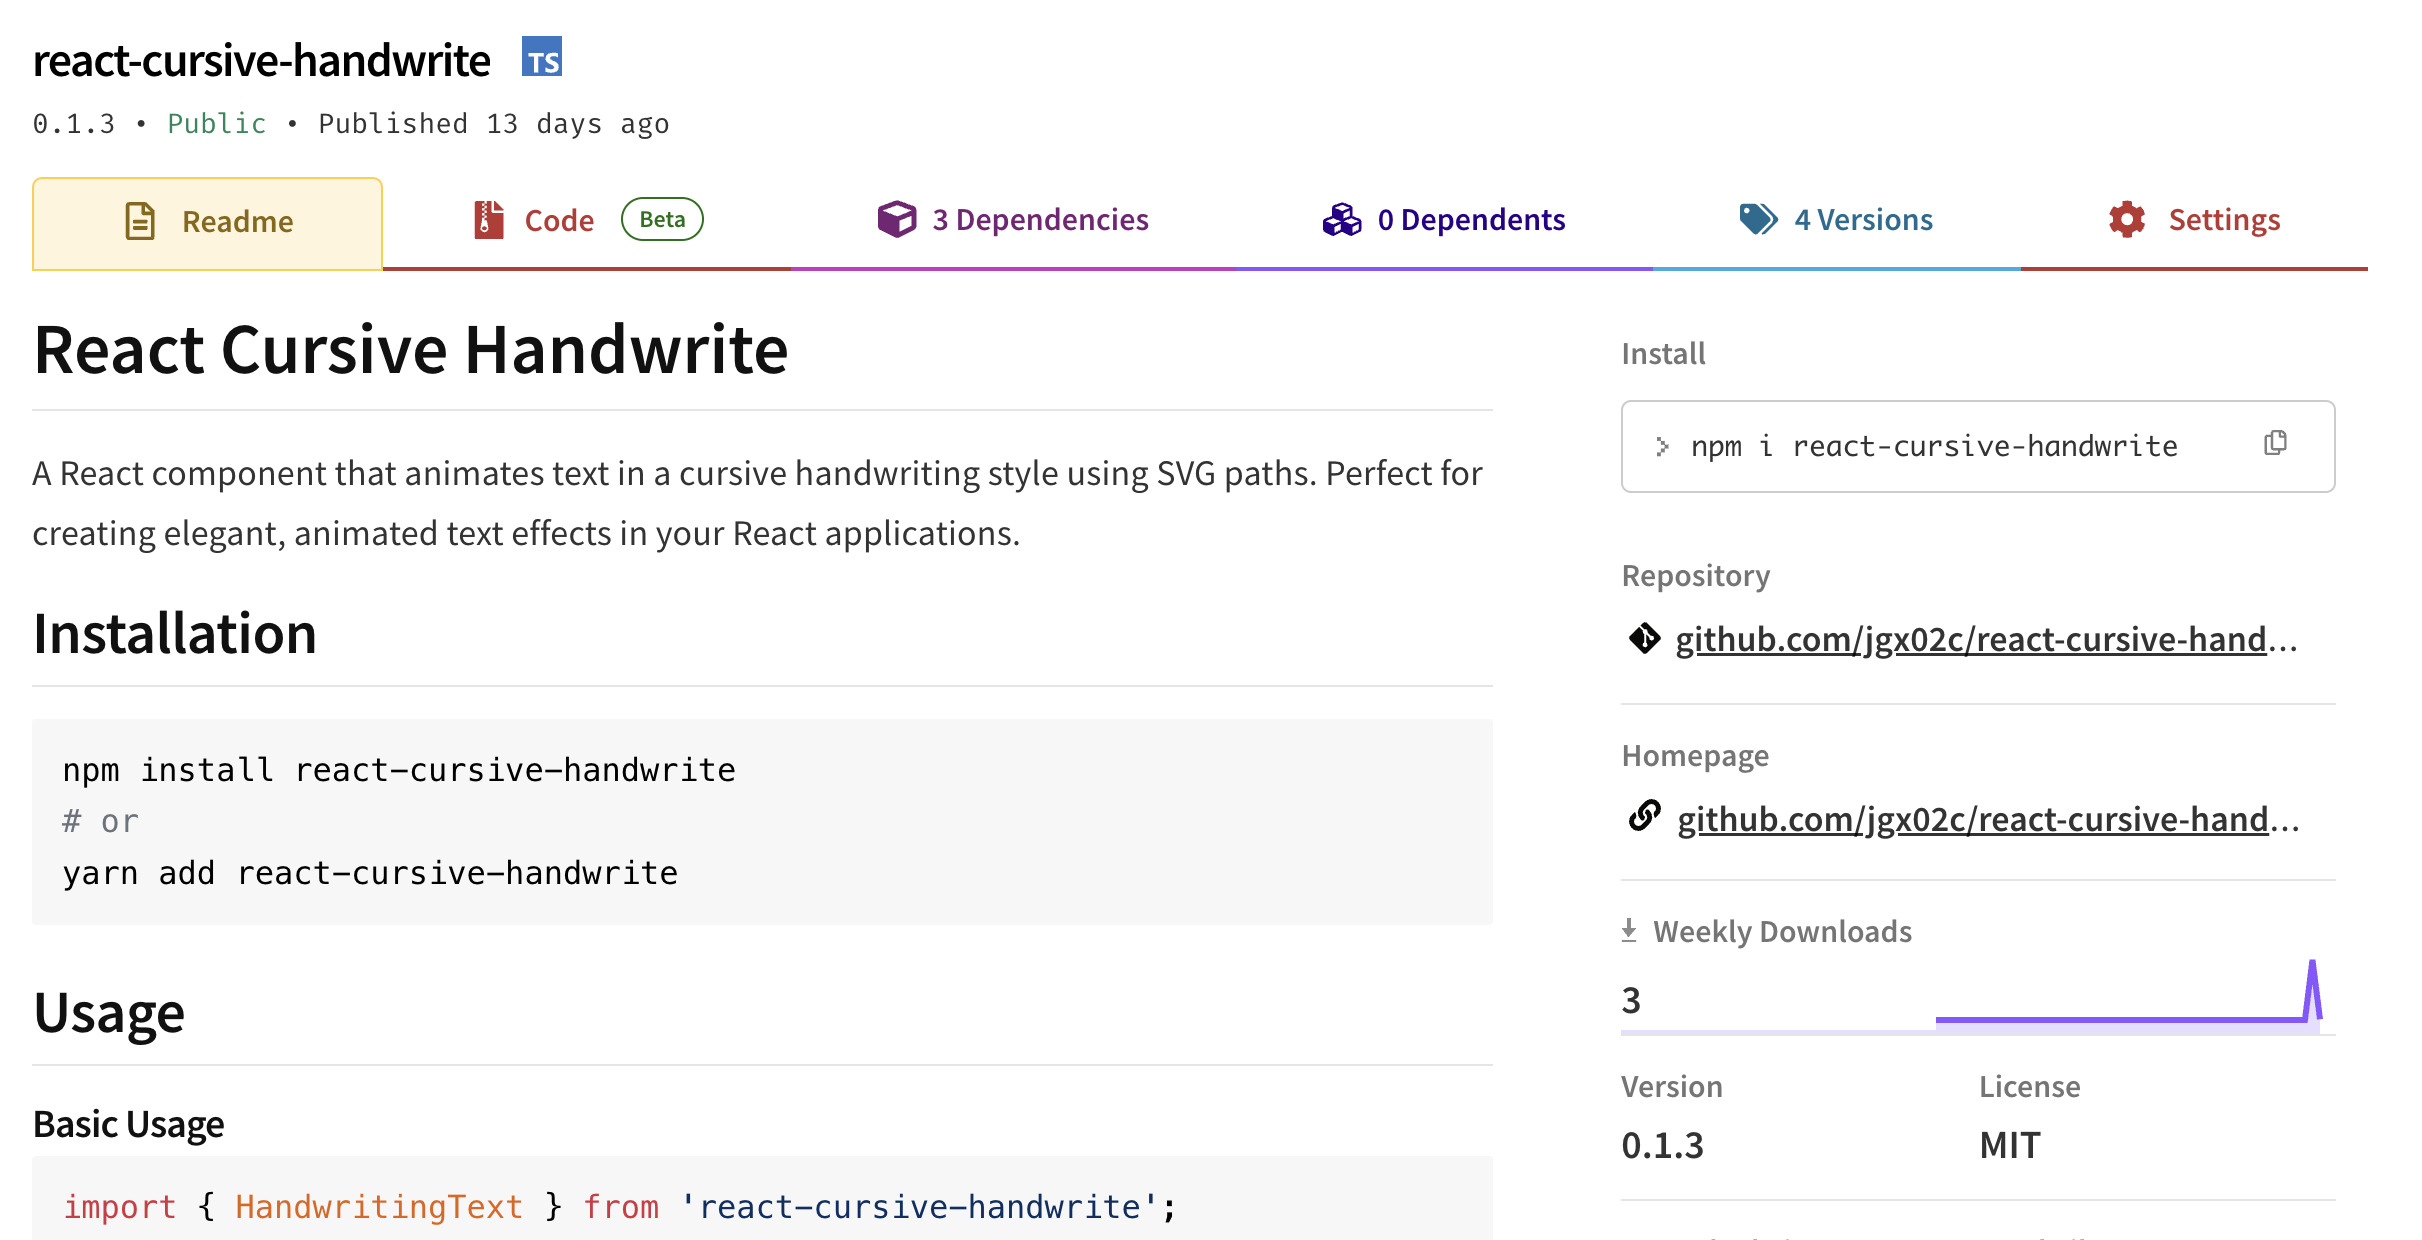 react-cursive-handwrite TS
0.1.3 • Public • Published 13 days ago
Readme
Code Beta
3 Dependencies
0 Dependents
4 Versions
Settings
React Cursive Handwrite
A React component that animates text in a cursive handwriting style using SVG paths. Perfect for
creating elegant, animated text effects in your React applications.
Installation
npm install react-cursive-handwrite
# or
yarn add react-cursive-handwrite
Usage
Basic Usage
import { HandwritingText } from 'react-cursive-handwrite';
Install
npm i react-cursive-handwrite
Repository
github.com/jgx02c/react-cursive-hand...
Homepage
github.com/jgx02c/react-cursive-hand...
Weekly Downloads
3
Version
0.1.3
License
MIT